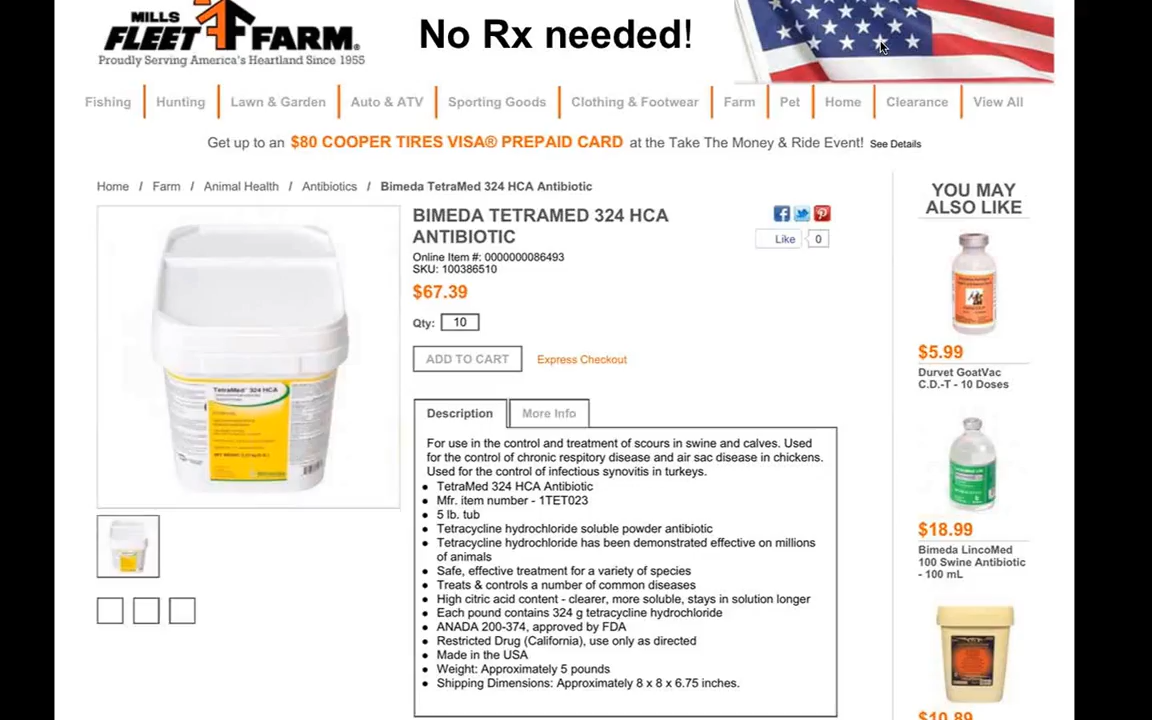 MILLS
FLEET FARM®
Proudly Serving America's Heartland Since 1955
No Rx needed!
Fishing Hunting Lawn & Garden Auto & ATV Sporting Goods Clothing & Footwear Farm Pet Home Clearance View All
Get up to an $80 COOPER TIRES VISA® PREPAID CARD at the Take The Money & Ride Event! See Details
Home / Farm / Animal Health / Antibiotics / Bimeda TetraMed 324 HCA Antibiotic
TetraMed 324 HCA
BIMEDA TETRAMED 324 HCA
ANTIBIOTIC
Online Item #: 0000000086493
SKU: 100386510
$67.39
Qty: 10
ADD TO CART Express Checkout
Like 0
Description More Info
For use in the control and treatment of scours in swine and calves. Used
for the control of chronic respitory disease and air sac disease in chickens.
Used for the control of infectious synovitis in turkeys.
TetraMed 324 HCA Antibiotic
Mfr. item number - 1TET023
5 lb. tub
Tetracycline hydrochloride soluble powder antibiotic
Tetracycline hydrochloride has been demonstrated effective on millions
of animals
Safe, effective treatment for a variety of species
Treats & controls a number of common diseases
High citric acid content - clearer, more soluble, stays in solution longer
Each pound contains 324 g tetracycline hydrochloride
ANADA 200-374, approved by FDA
Restricted Drug (California), use only as directed
Made in the USA
Weight: Approximately 5 pounds
Shipping Dimensions: Approximately 8 x 8 x 6.75 inches.
YOU MAY
ALSO LIKE
$5.99
Durvet GoatVac
C.D.-T - 10 Doses
$18.99
Bimeda LincoMed
100 Swine Antibiotic
- 100 mL
$10.89